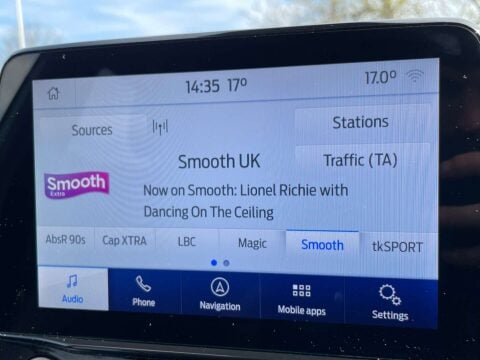 14:35 17°
17.0°
Sources
Stations
Smooth UK
Traffic (TA)
Smooth
Extra
Now on Smooth: Lionel Richie with
Dancing On The Ceiling
AbsR 90s Cap XTRA LBC Magic Smooth tkSPORT
Audio Phone Navigation Mobile apps Settings